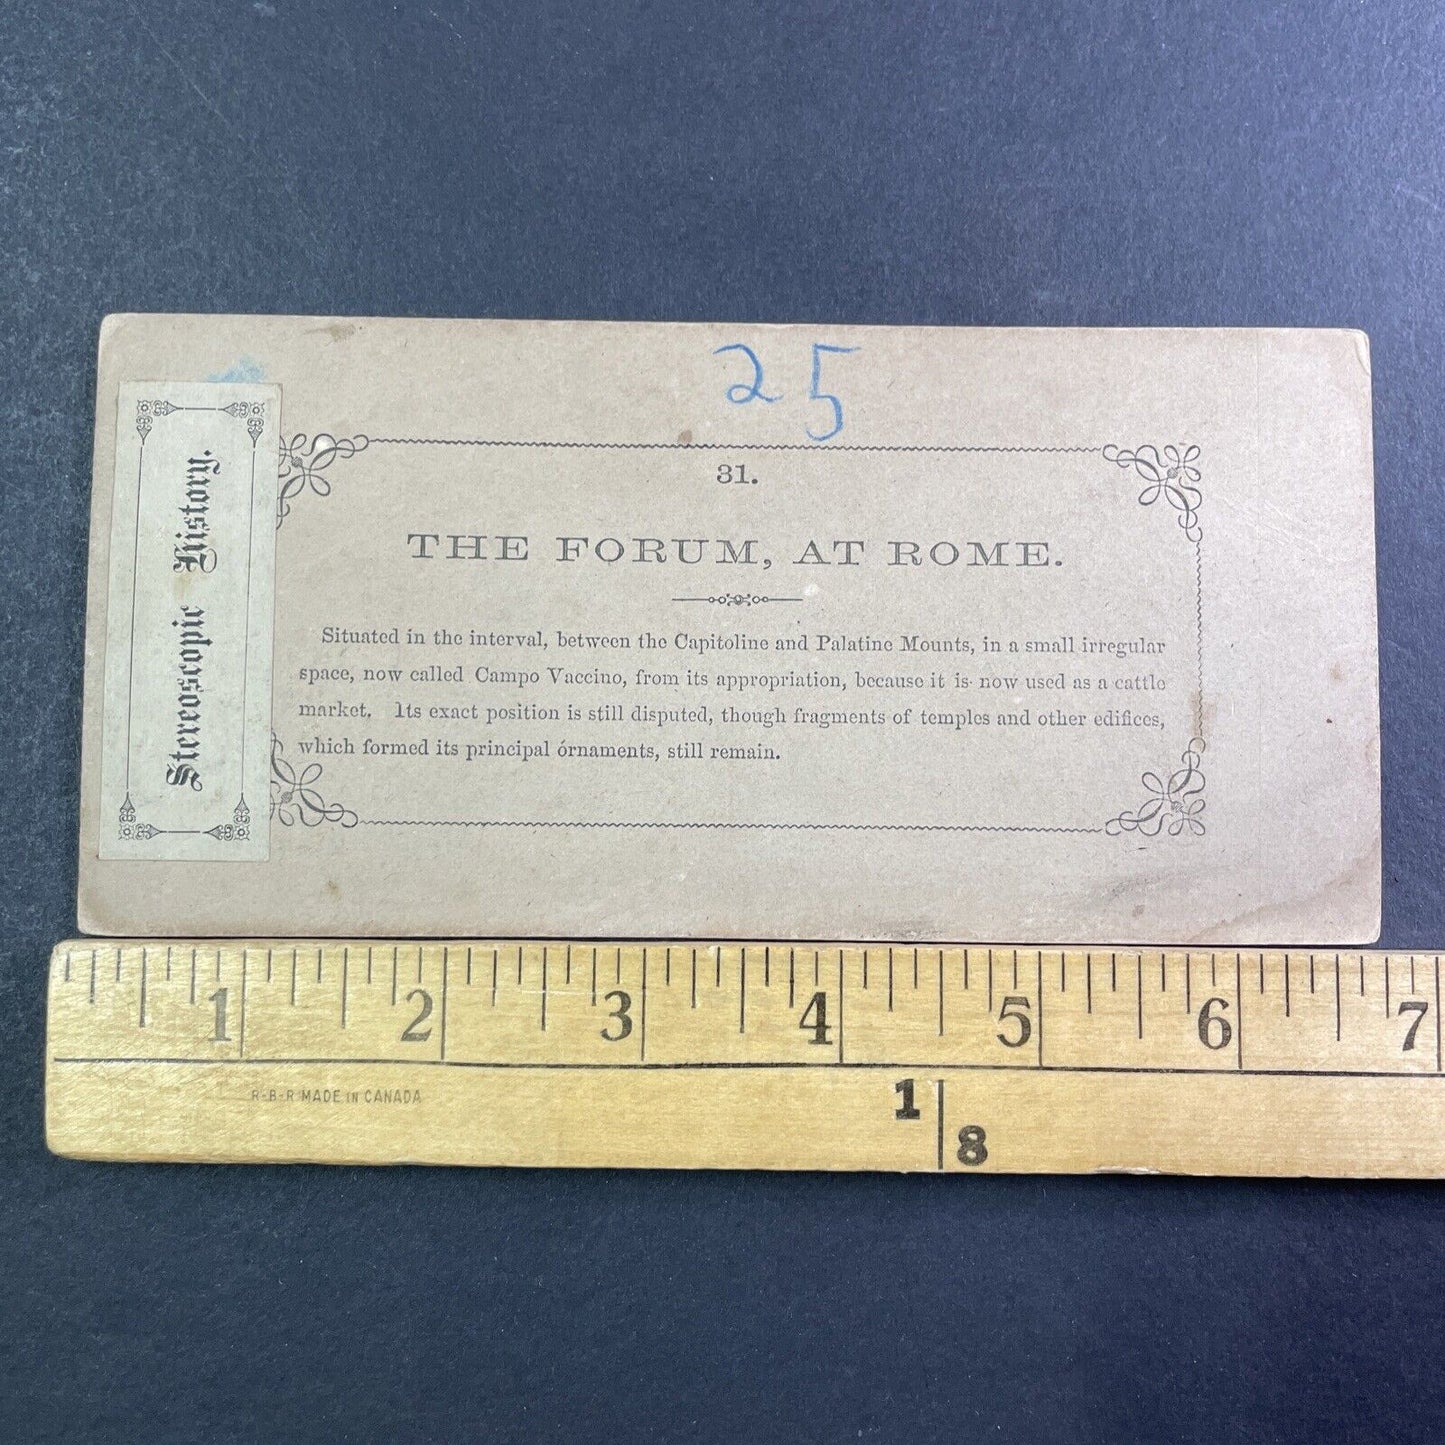 25
Stereoscopic History.
31.
THE FORUM, AT ROME.
Situated in the interval, between the Capitoline and Palatine Mounts, in a small irregular
space, now called Campo Vaccino, from its appropriation, because it is now used as a cattle
market. Its exact position is still disputed, though fragments of temples and other edifices,
which formed its principal órnaments, still remain.
1 2 3 4 5 6 7
R-B-R MADE IN CANADA
1
8